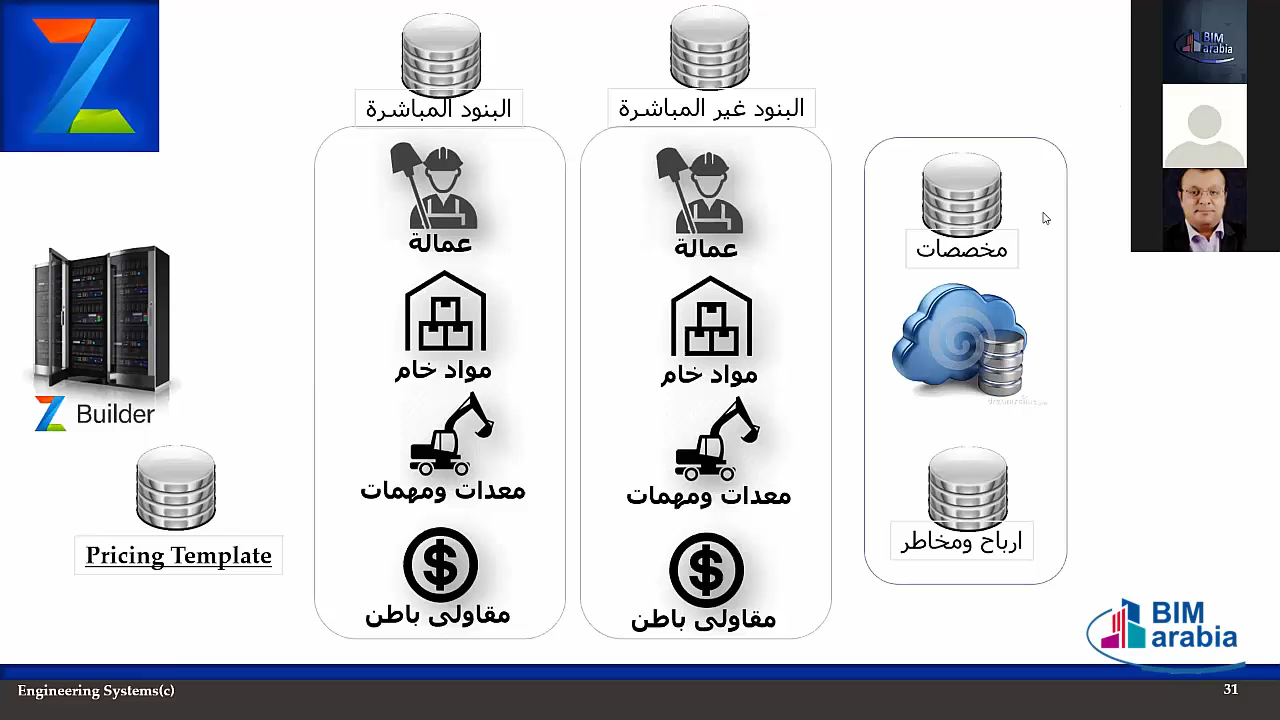 BIM
arabia
البنود المباشرة
البنود غير المباشرة
عمالة
عمالة
مواد خام
مواد خام
معدات ومهمات
معدات ومهمات
مقاولى باطن
مقاولى باطن
مخصصات
ارباح ومخاطر
Z Builder
Pricing Template
BIM
arabia
Engineering Systems(c)
31